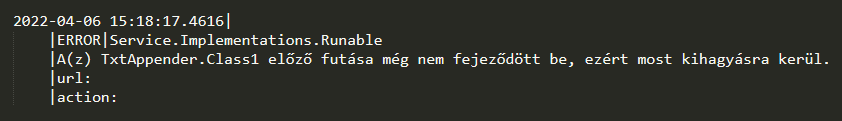 2022-04-06 15:18:17.4616|
|ERROR|Service.Implementations.Runable
|A(z) TxtAppender.Class1 előző futása még nem fejeződött be, ezért most kihagyásra kerül.
|url:
|action: